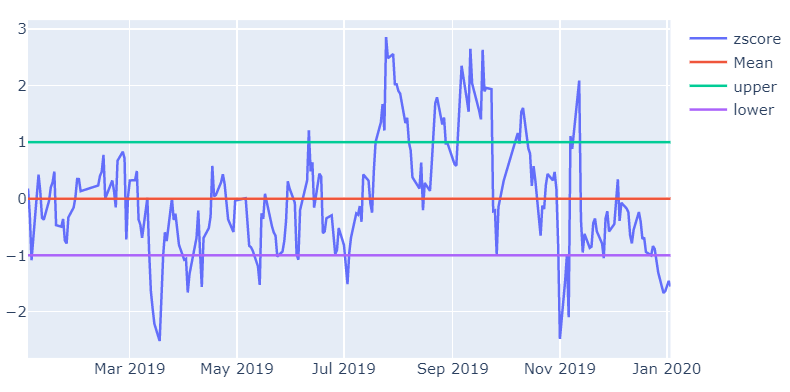 3
2
1
0
−1
−2
Mar 2019
May 2019
Jul 2019
Sep 2019
Nov 2019
Jan 2020
zscore
Mean
upper
lower